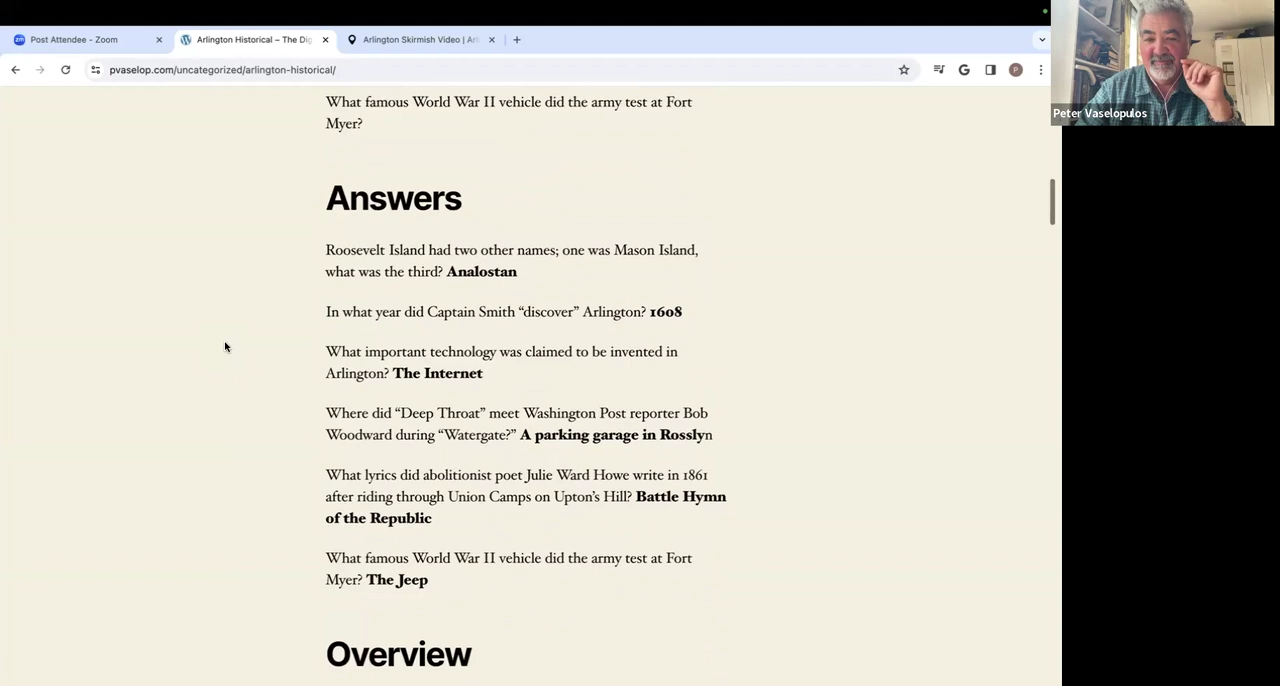 Post Attendee - Zoom
Arlington Historical – The Dig
Arlington Skirmish Video | Arl
pvaselop.com/uncategorized/arlington-historical/
P
Peter Vaselopulos
What famous World War II vehicle did the army test at Fort
Myer?
Answers
Roosevelt Island had two other names; one was Mason Island,
what was the third? Analostan
In what year did Captain Smith “discover” Arlington? 1608
What important technology was claimed to be invented in
Arlington? The Internet
Where did “Deep Throat” meet Washington Post reporter Bob
Woodward during “Watergate?” A parking garage in Rosslyn
What lyrics did abolitionist poet Julie Ward Howe write in 1861
after riding through Union Camps on Upton’s Hill? Battle Hymn
of the Republic
What famous World War II vehicle did the army test at Fort
Myer? The Jeep
Overview